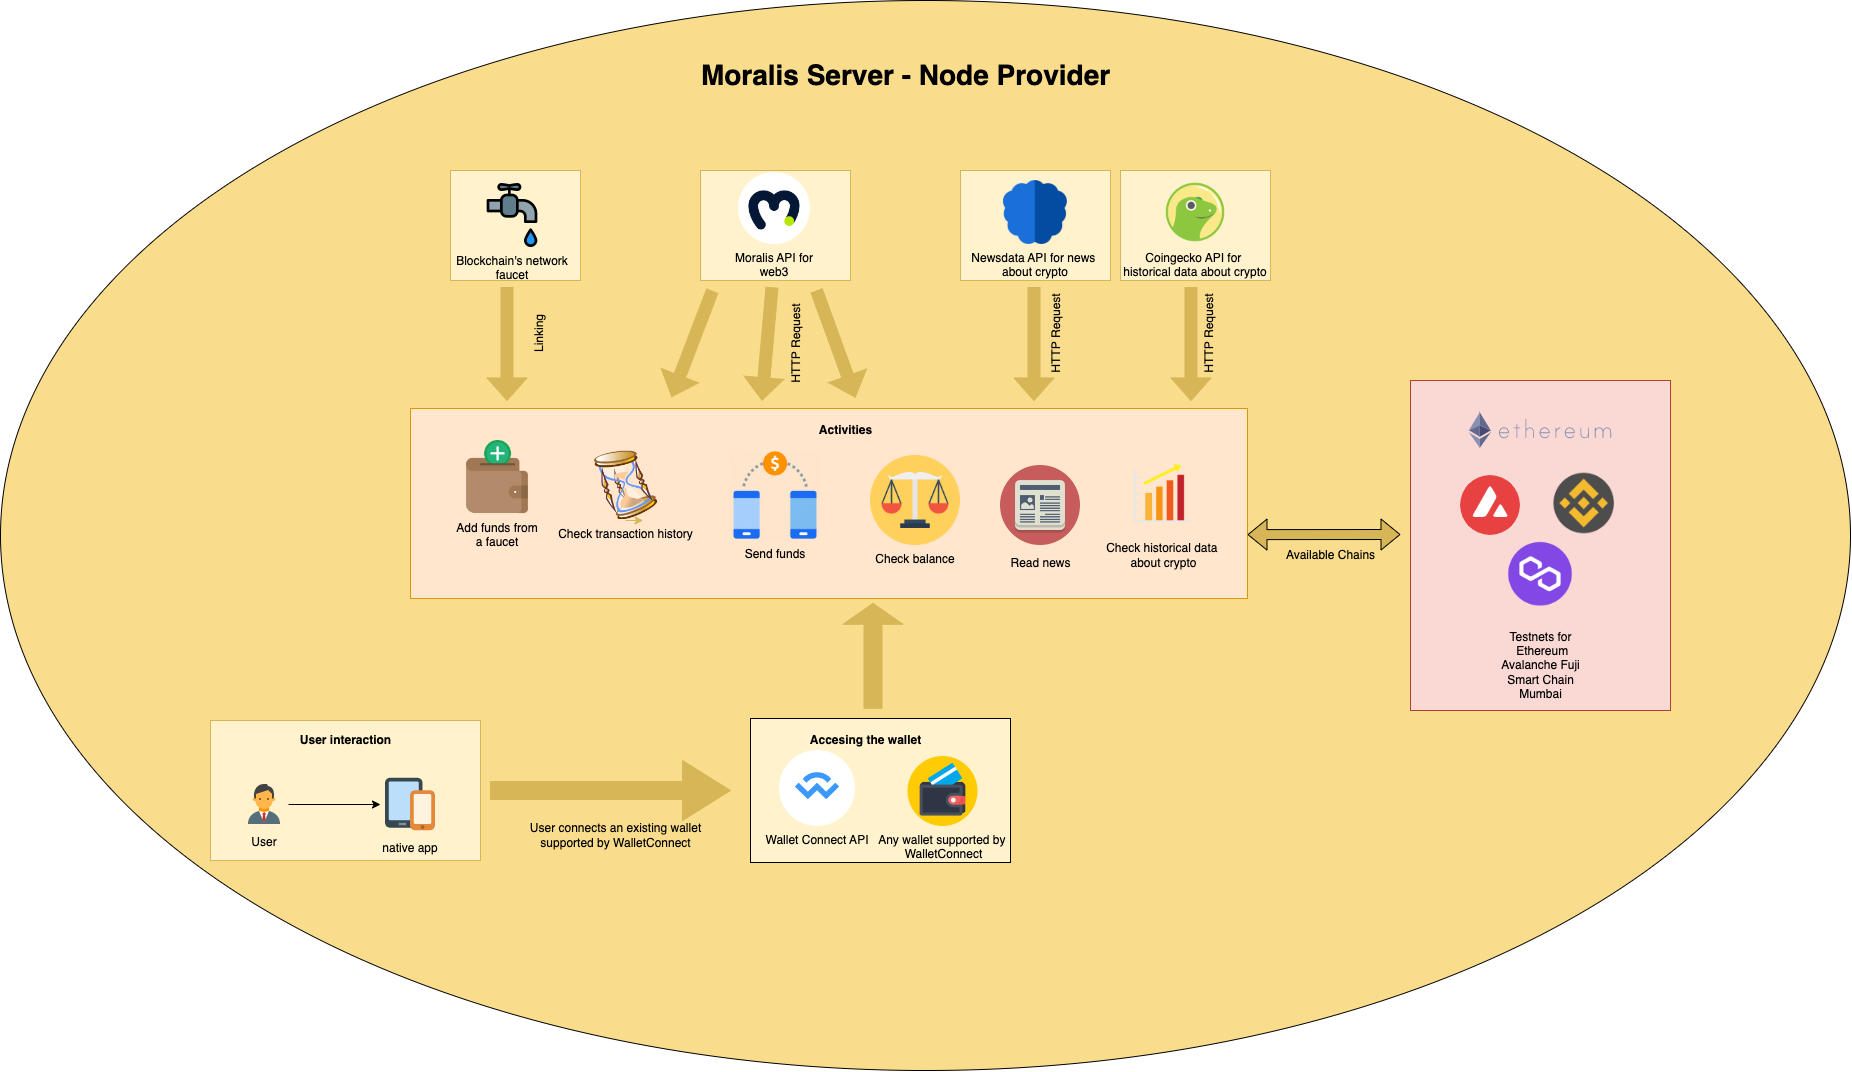 Moralis Server - Node Provider
Blockchain's network
faucet
Moralis API for
web3
Newsdata API for news
about crypto
Coingecko API for
historical data about crypto
Linking
HTTP Request
HTTP Request
HTTP Request
Activities
Add funds from
a faucet
Check transaction history
$
Send funds
Check balance
Read news
Check historical data
about crypto
Available Chains
ethereum
Testnets for
Ethereum
Avalanche Fuji
Smart Chain
Mumbai
User interaction
User
native app
User connects an existing wallet
supported by WalletConnect
Accesing the wallet
Wallet Connect API
Any wallet supported by
WalletConnect